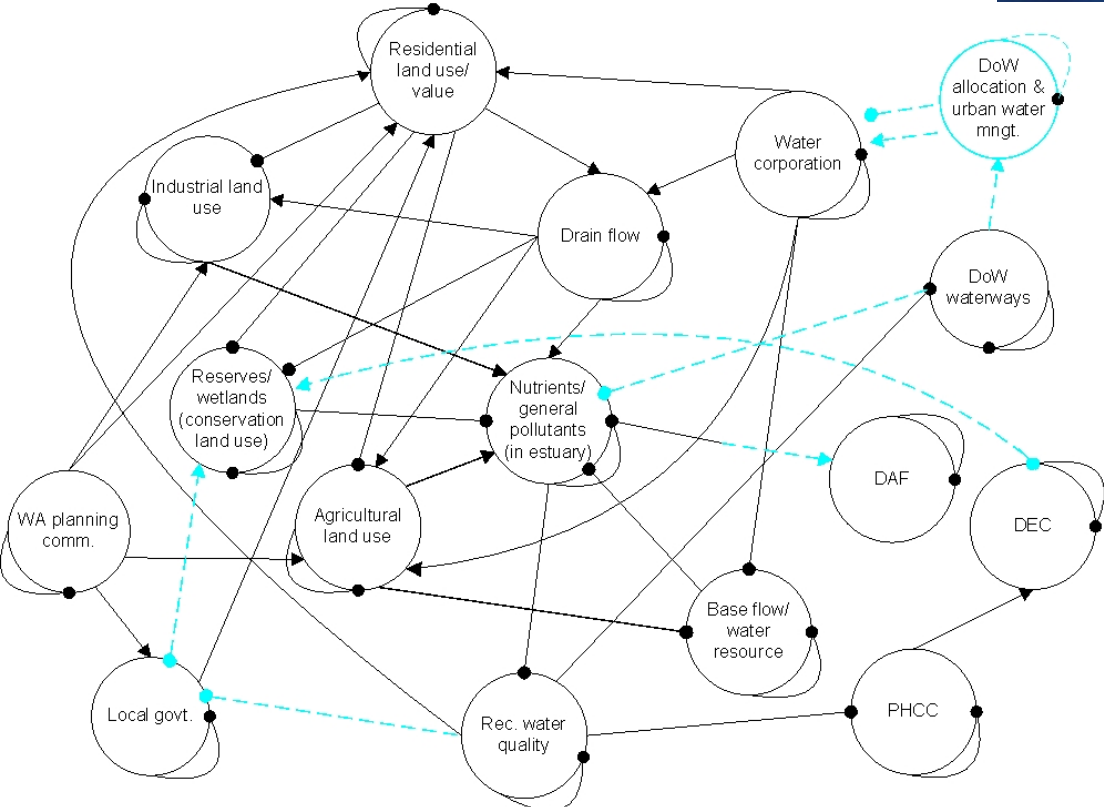 Residential
land use/
value
DoW
allocation &
urban water
mngt.
Water
corporation
Industrial land
use
Drain flow
DoW
waterways
Reserves/
wetlands
(conservation
land use)
Nutrients/
general
pollutants
(in estuary)
DAF
DEC
WA planning
comm.
Agricultural
land use
Base flow/
water
resource
Local govt.
Rec. water
quality
PHCC